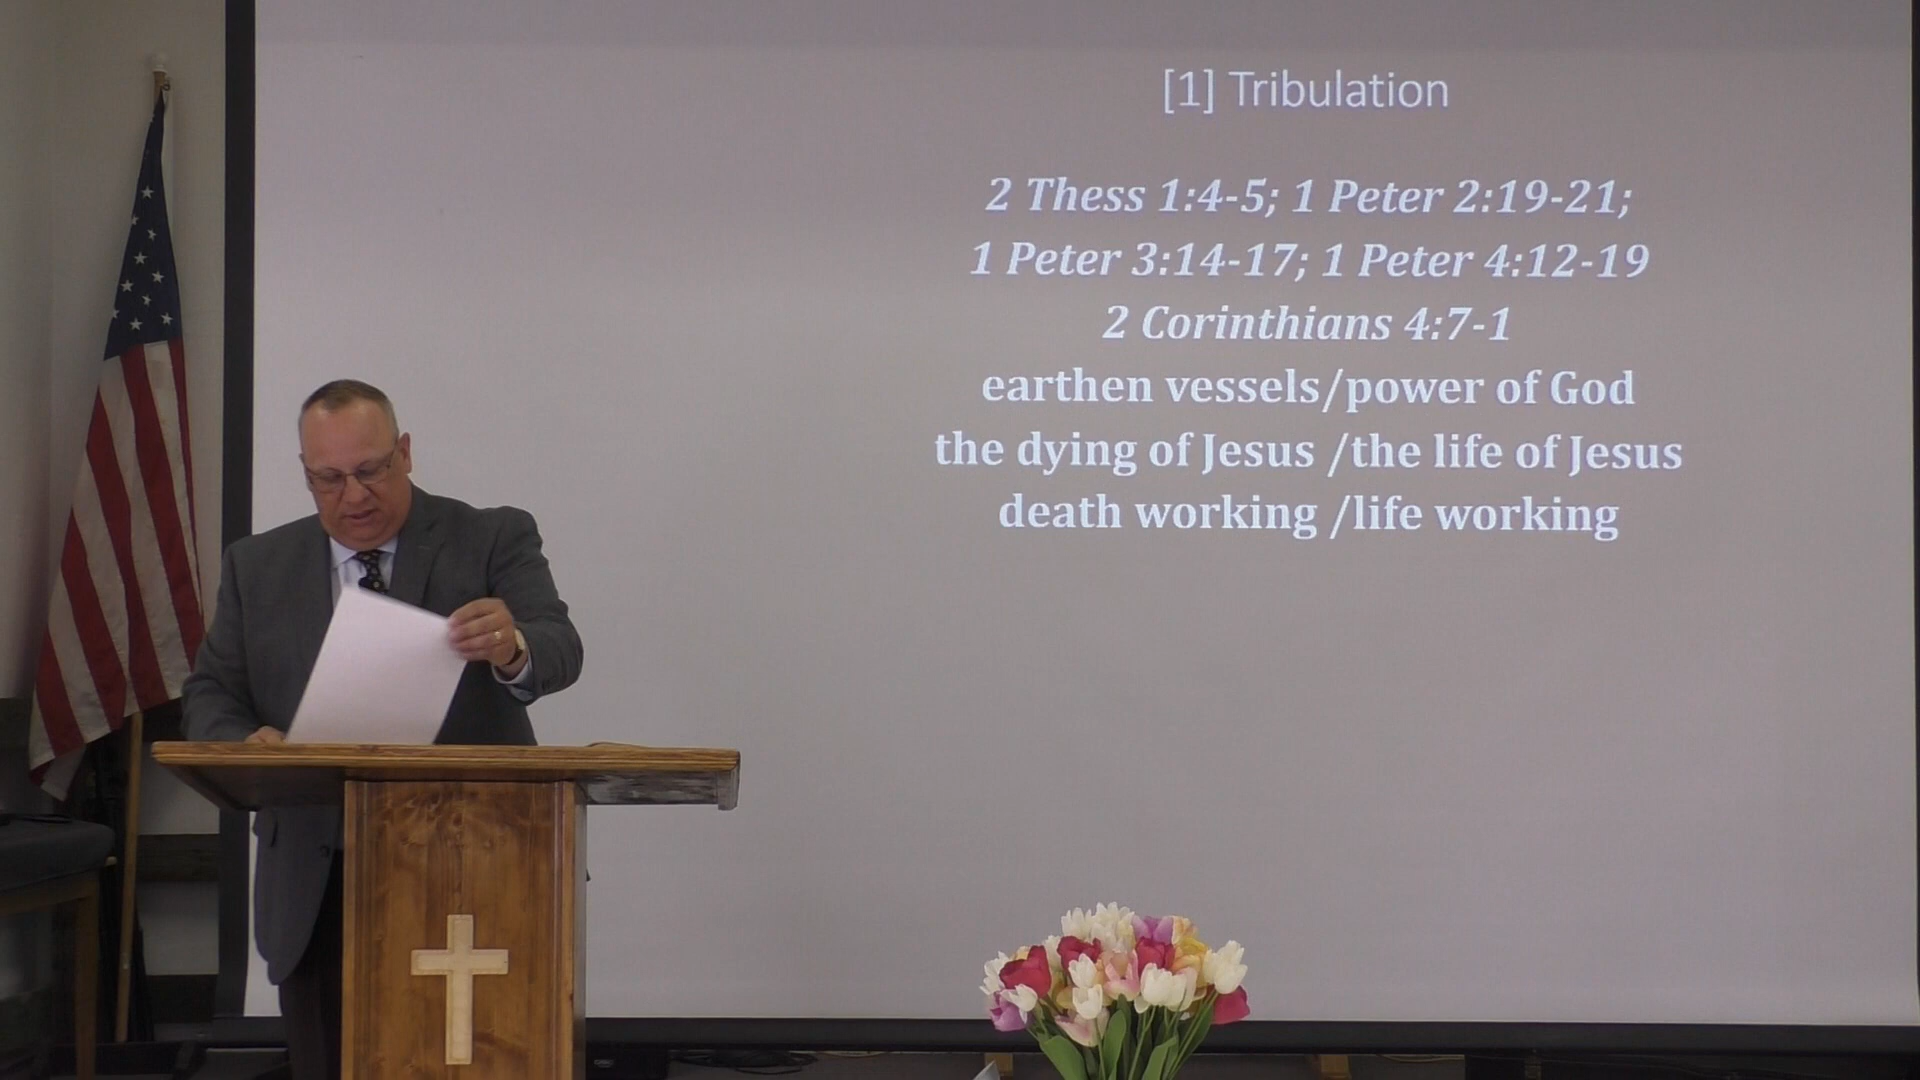 [1] Tribulation
2 Thess 1:4-5; 1 Peter 2:19-21;
1 Peter 3:14-17; 1 Peter 4:12-19
2 Corinthians 4:7-1
earthen vessels/power of God
the dying of Jesus /the life of Jesus
death working /life working